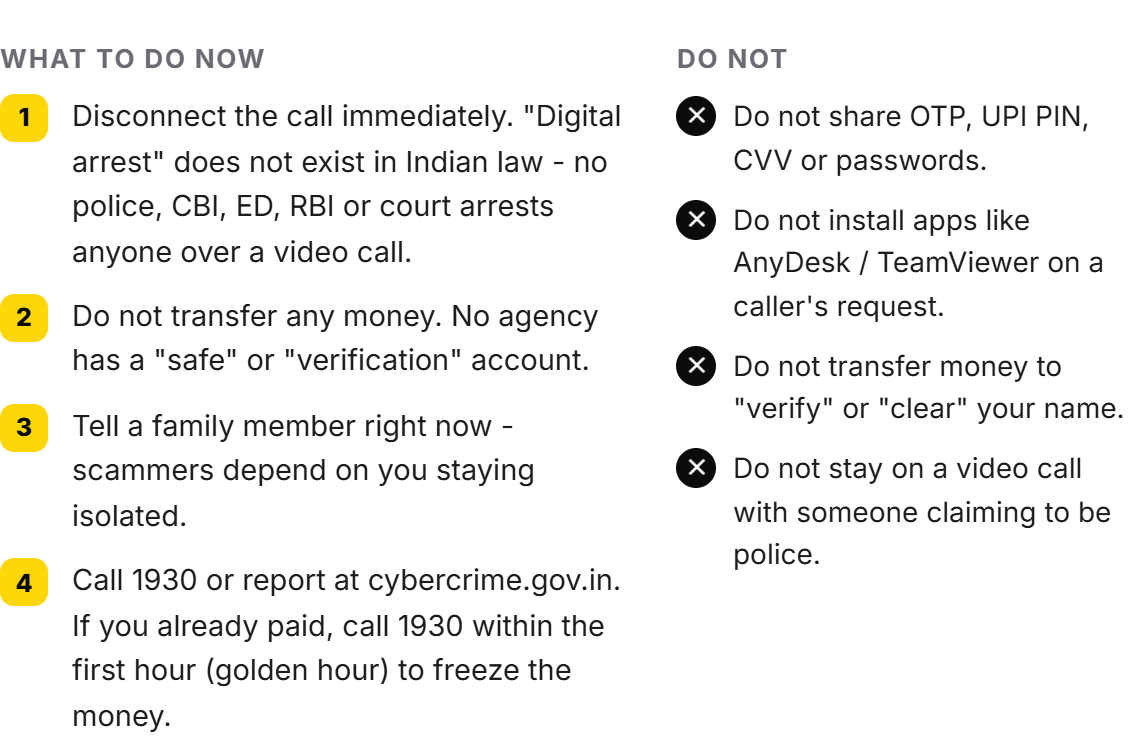 WHAT TO DO NOW
1 Disconnect the call immediately. "Digital
arrest" does not exist in Indian law - no
police, CBI, ED, RBI or court arrests
anyone over a video call.
2 Do not transfer any money. No agency
has a "safe" or "verification" account.
3 Tell a family member right now -
scammers depend on you staying
isolated.
4 Call 1930 or report at cybercrime.gov.in.
If you already paid, call 1930 within the
first hour (golden hour) to freeze the
money.
DO NOT
Do not share OTP, UPI PIN,
CVV or passwords.
Do not install apps like
AnyDesk / TeamViewer on a
caller's request.
Do not transfer money to
"verify" or "clear" your name.
Do not stay on a video call
with someone claiming to be
police.